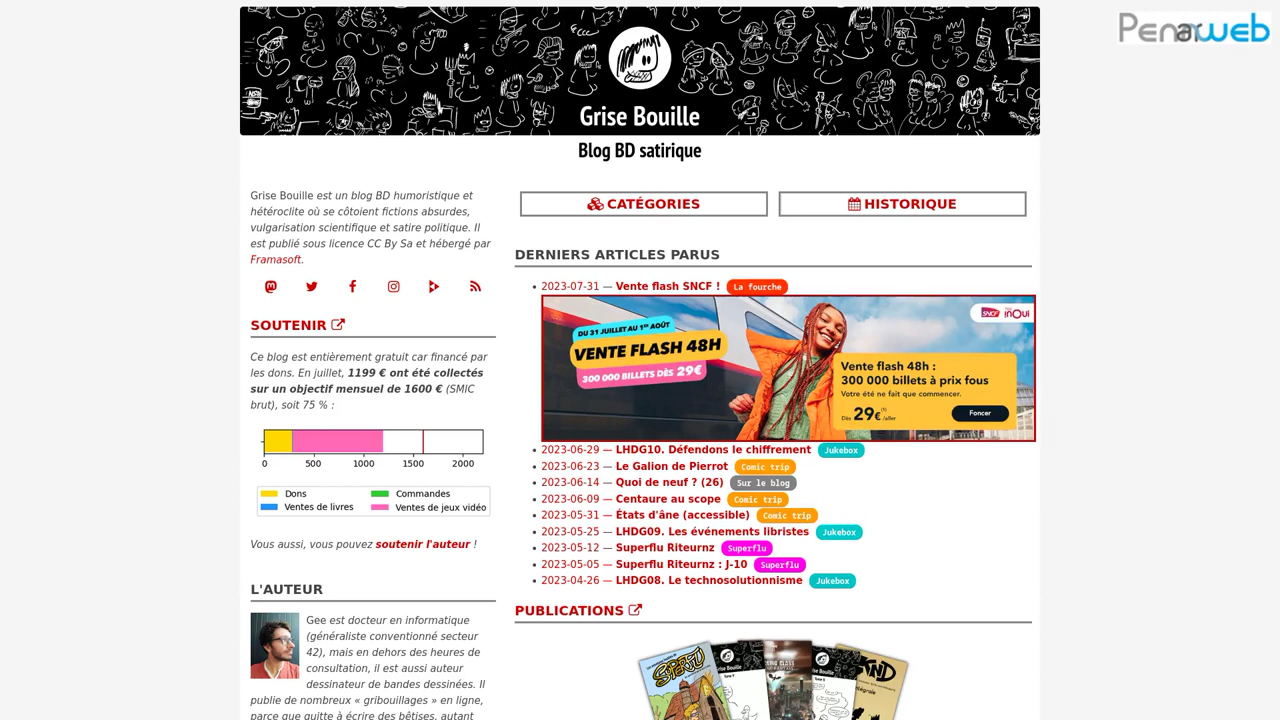 Penarweb
Grise Bouille
Blog BD satirique
Grise Bouille est un blog BD humoristique et
hétéroclite où se côtoient fictions absurdes,
vulgarisation scientifique et satire politique. Il
est publié sous licence CC By Sa et hébergé par
Framasoft.
SOUTENIR
Ce blog est entièrement gratuit car financé par
les dons. En juillet, 1199 € ont été collectés
sur un objectif mensuel de 1600 € (SMIC
brut), soit 75 % :
0 500 1000 1500 2000
Dons Commandes
Ventes de livres Ventes de jeux vidéo
Vous aussi, vous pouvez soutenir l'auteur !
L'AUTEUR
Gee est docteur en informatique
(généraliste conventionné secteur
42), mais en dehors des heures de
consultation, il est aussi auteur
dessinateur de bandes dessinées. Il
publie de nombreux « gribouillages » en ligne,
parce que quitte à écrire des bêtises, autant
CATÉGORIES
HISTORIQUE
DERNIERS ARTICLES PARUS
2023-07-31 — Vente flash SNCF ! La fourche
DU 31 JUILLET AU 1ER AOÛT
VENTE FLASH 48H
300 000 BILLETS DÈS 29€
SNCF
INOUI
Vente flash 48h :
300 000 billets à prix fous
Votre été ne fait que commencer.
Dès 29€ (1) /aller
Foncer
2023-06-29 — LHDG10. Défendons le chiffrement Jukebox
2023-06-23 — Le Galion de Pierrot Comic trip
2023-06-14 — Quoi de neuf ? (26) Sur le blog
2023-06-09 — Centaure au scope Comic trip
2023-05-31 — États d'âne (accessible) Comic trip
2023-05-25 — LHDG09. Les événements libristes Jukebox
2023-05-12 — Superflu Riteurnz Superflu
2023-05-05 — Superflu Riteurnz : J-10 Superflu
2023-04-26 — LHDG08. Le technosolutionnisme Jukebox
PUBLICATIONS